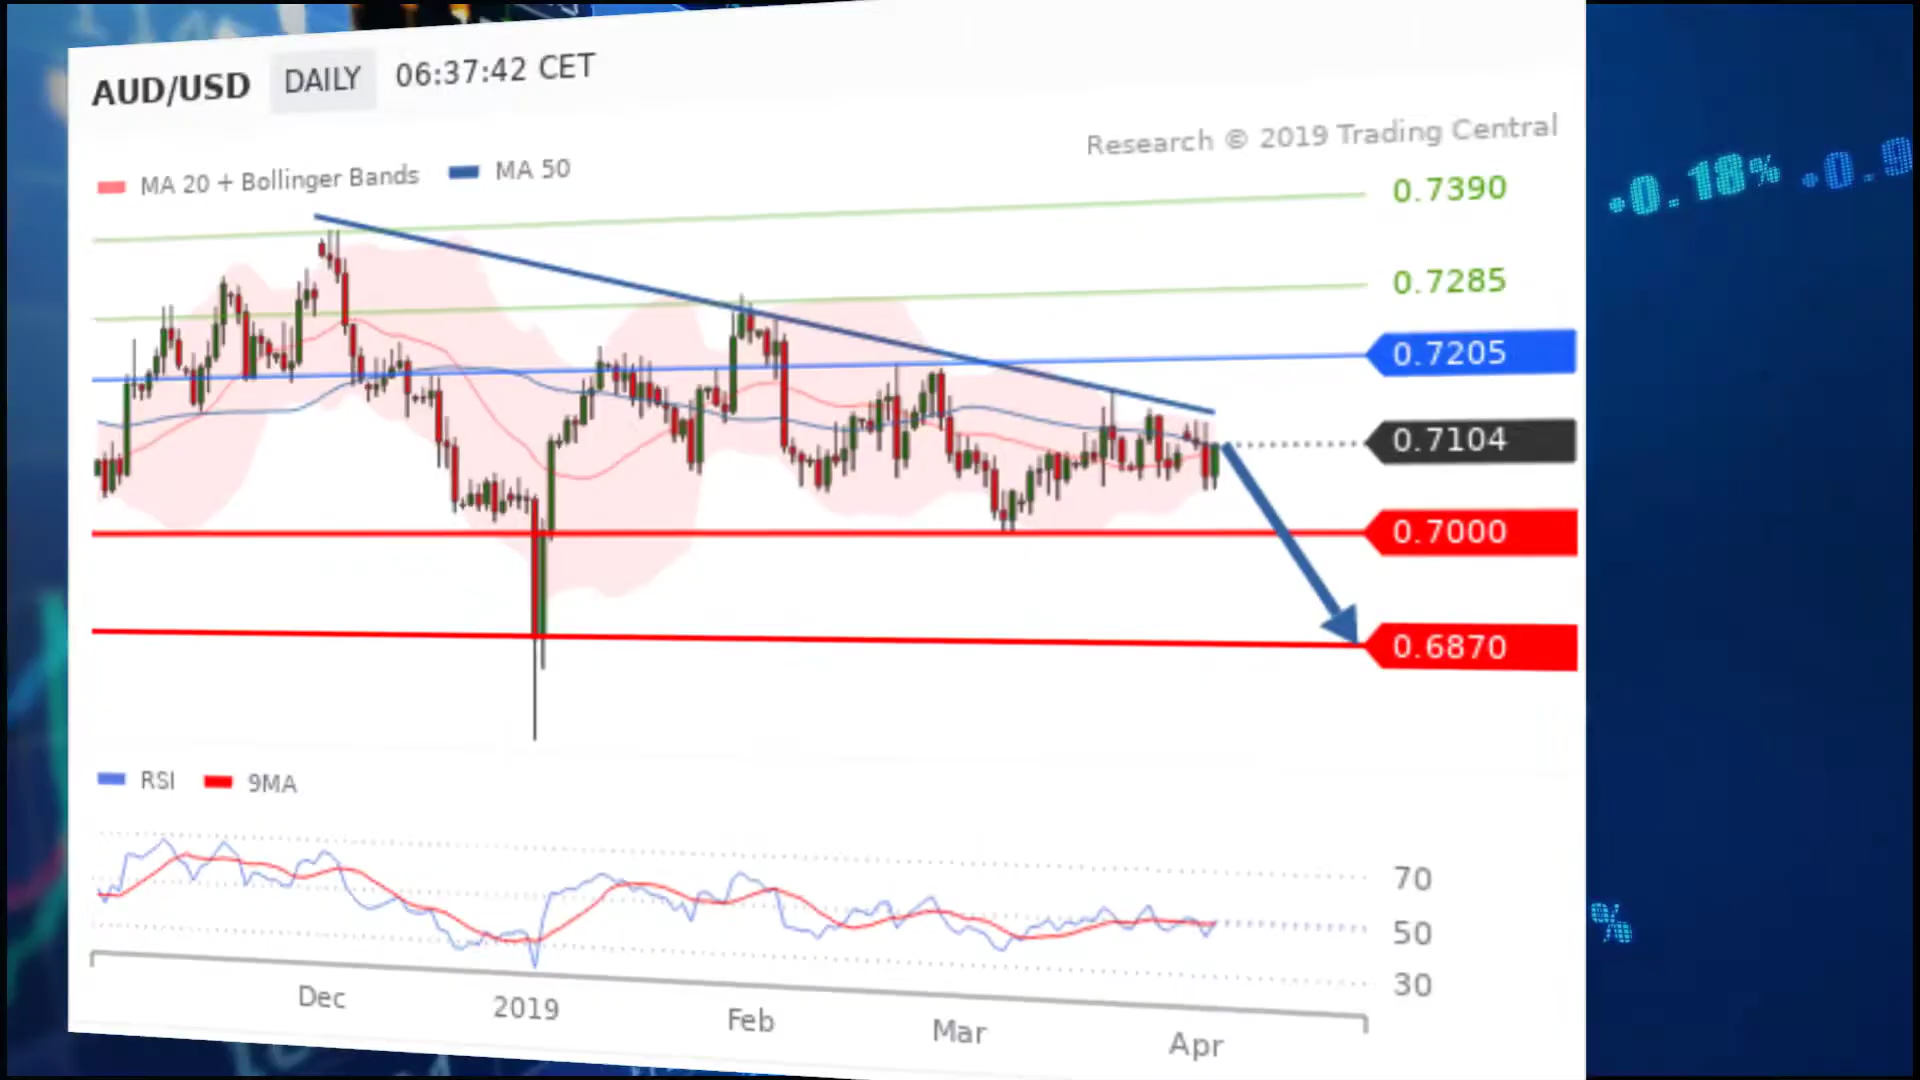 AUD/USD DAILY 06:37:42 CET
Research © 2019 Trading Central
MA 20 + Bollinger Bands MA 50
0.7390
0.7285
0.7205
0.7104
0.7000
0.6870
RSI 9MA
70
50
30
Dec 2019 Feb Mar Apr
0.18%
%